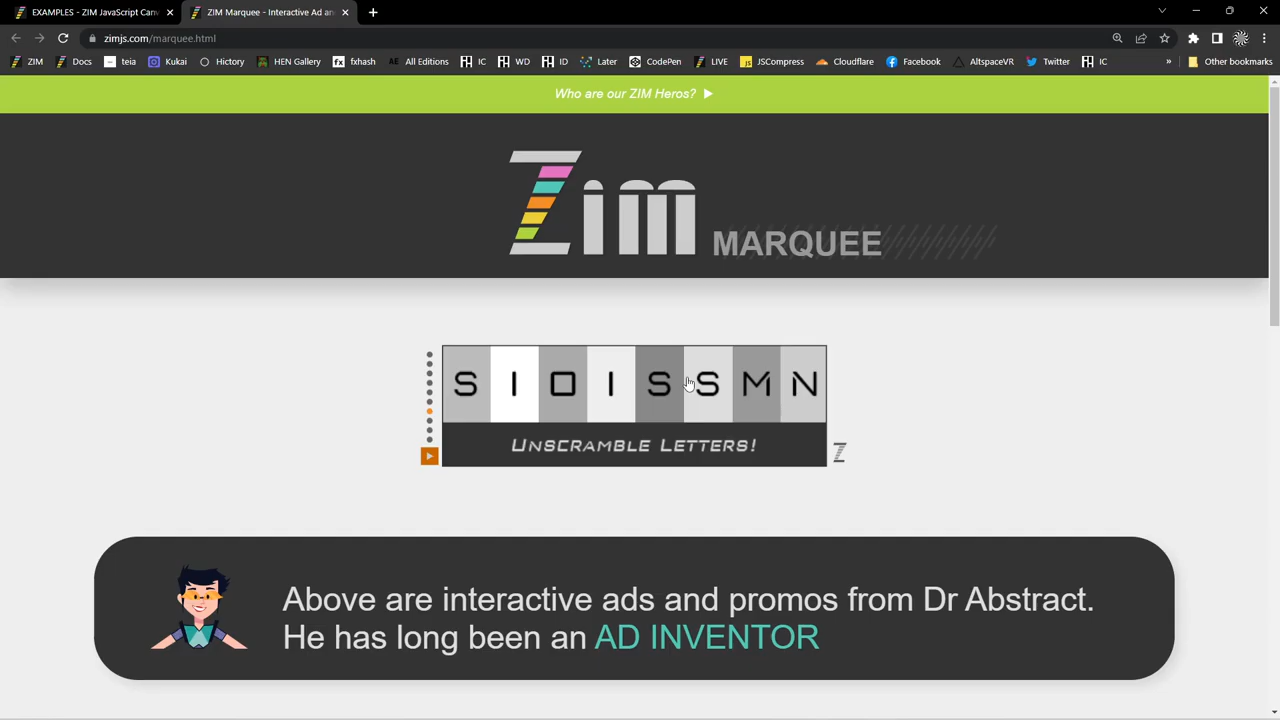 EXAMPLES - ZIM JavaScript Can
ZIM Marquee - Interactive Ad an
zimjs.com/marquee.html
ZIM Docs teia Kukai Hictory HEN Gallery fxhash All Editions IC WD ID Later CodePen LIVE JSCompress Cloudflare Facebook AltspaceVR Twitter IC » Other bookmarks
Who are our ZIM Heros?
Zim MARQUEE
S I O I S S M N
UNSCRAMBLE LETTERS!
Z
Above are interactive ads and promos from Dr Abstract.
He has long been an AD INVENTOR